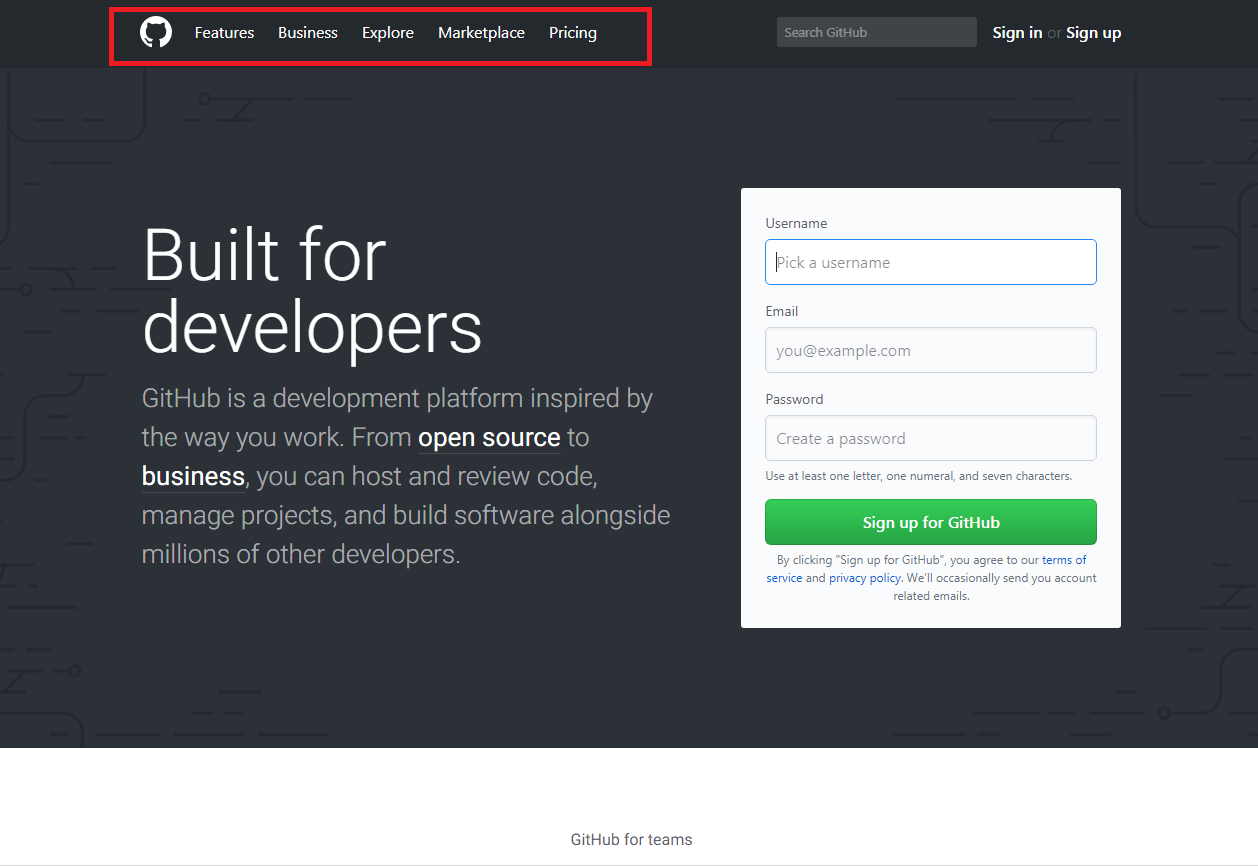 Features Business Explore Marketplace Pricing Search GitHub Sign in or Sign up
Built for
developers
GitHub is a development platform inspired by
the way you work. From open source to
business, you can host and review code,
manage projects, and build software alongside
millions of other developers.
Username
Pick a username
Email
you@example.com
Password
Create a password
Use at least one letter, one numeral, and seven characters.
Sign up for GitHub
By clicking "Sign up for GitHub", you agree to our terms of
service and privacy policy. We'll occasionally send you account
related emails.
GitHub for teams